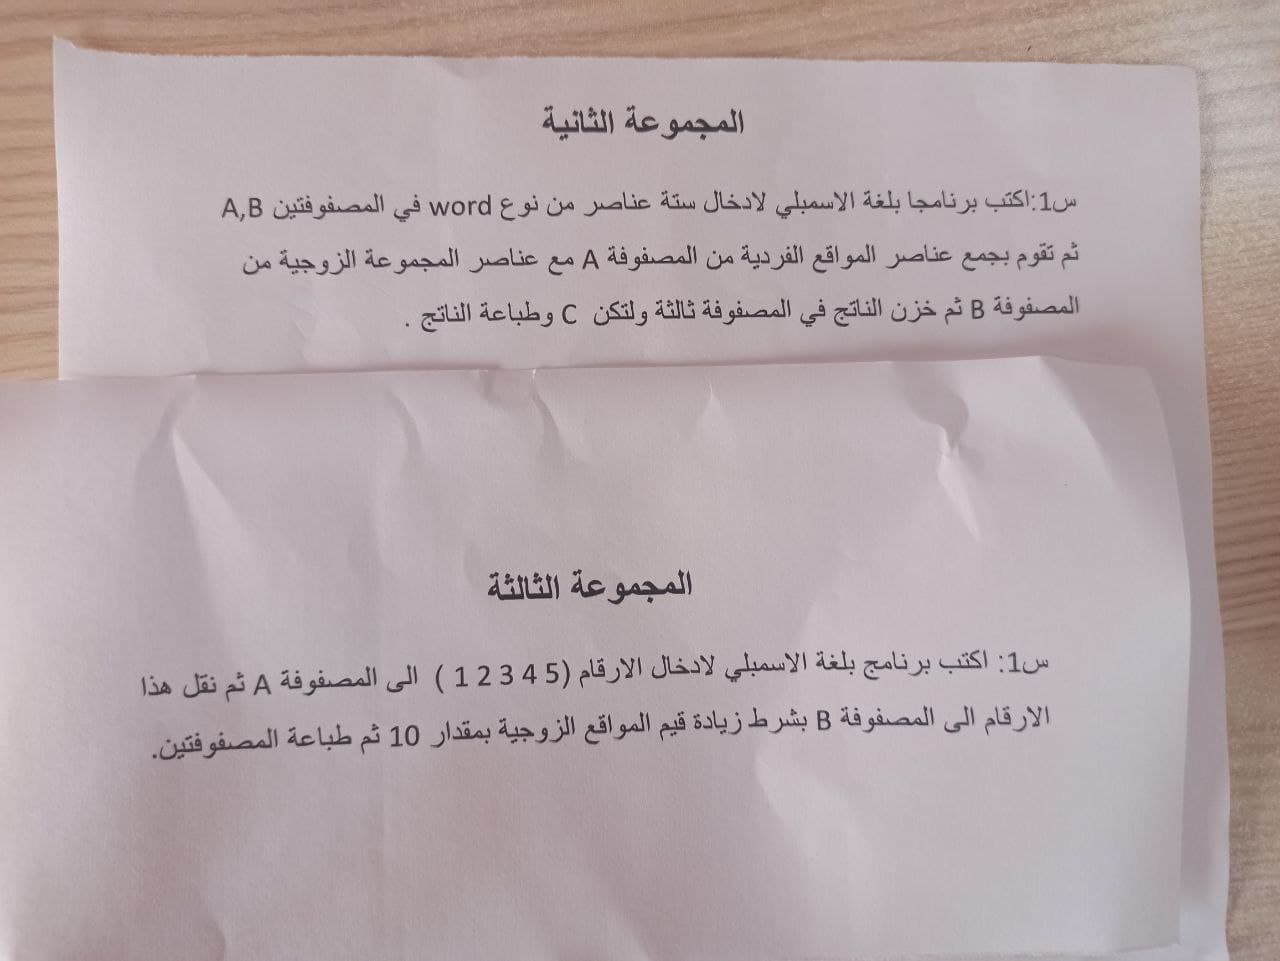 المجموعة الثانية
س1:اكتب برنامجا بلغة الاسمبلي لادخال ستة عناصر من نوع word في المصفوفتين A,B
ثم تقوم بجمع عناصر المواقع الفردية من المصفوفة A مع عناصر المجموعة الزوجية من
المصفوفة B ثم خزن الناتج في المصفوفة ثالثة ولتكن C وطباعة الناتج .
المجموعة الثالثة
س1: اكتب برنامج بلغة الاسمبلي لادخال الارقام (5 4 3 2 1 ) الى المصفوفة A ثم نقل هذا
الارقام الى المصفوفة B بشرط زيادة قيم المواقع الزوجية بمقدار 10 ثم طباعة المصفوفتين.